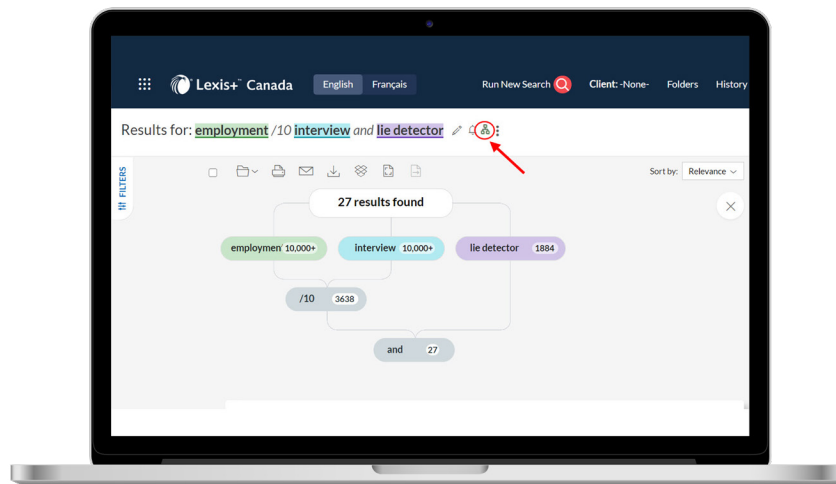 Lexis+™ Canada English Français Run New Search Client: -None- Folders History
Results for: employment /10 interview and lie detector
FILTERS
Sort by: Relevance
27 results found
employmen 10,000+ interview 10,000+ lie detector 1884
/10 3638
and 27